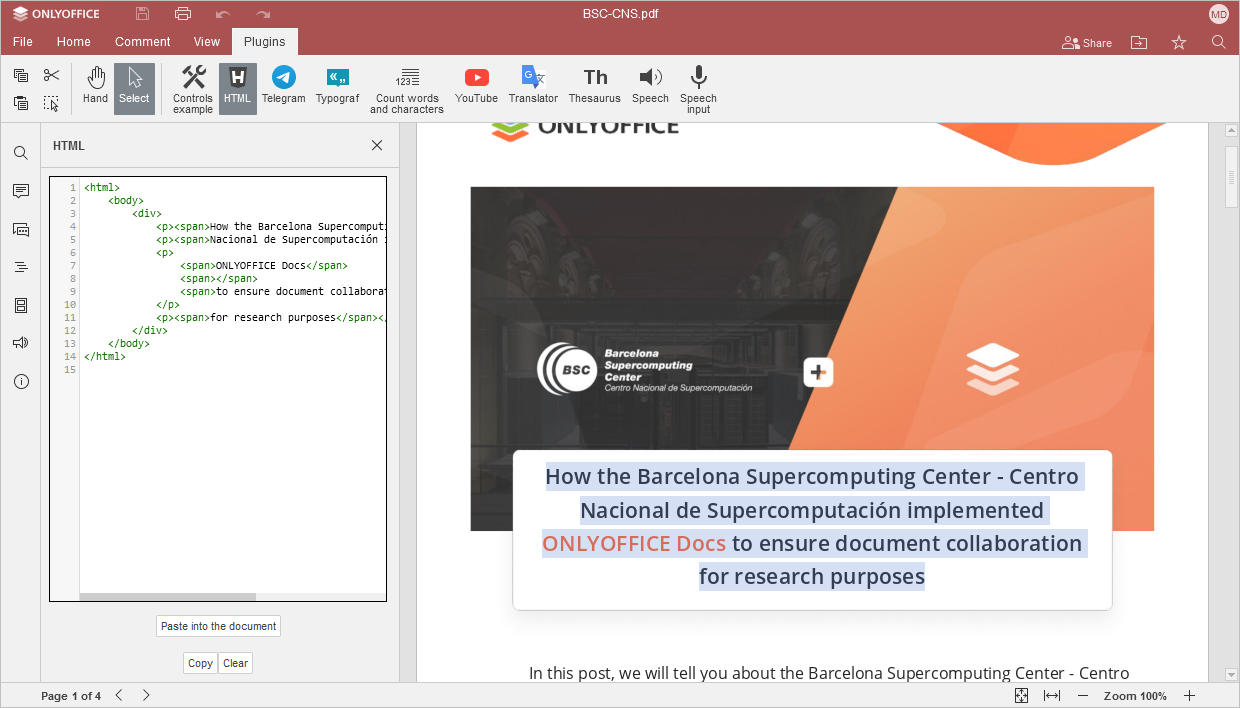 ONLYOFFICE
BSC-CNS.pdf
MD
File Home Comment View Plugins
Share
Hand
Select
Controls example
HTML
Telegram
Typograf
123
Count words and characters
YouTube
G
Translator
Th
Thesaurus
Speech
Speech input
HTML
1 <html>
2 <body>
3 <div>
4 <p><span>How the Barcelona Supercomputi
5 <p><span>Nacional de Supercomputación
6 <p>
7 <span>ONLYOFFICE Docs</span>
8 <span></span>
9 <span>to ensure document collaborat
10 </p>
11 <p><span>for research purposes</span><
12 </div>
13 </body>
14 </html>
15
Paste into the document
Copy Clear
ONLYOFFICE
BSC
Barcelona
Supercomputing
Center
Centro Nacional de Supercomputación
How the Barcelona Supercomputing Center - Centro
Nacional de Supercomputación implemented
ONLYOFFICE Docs to ensure document collaboration
for research purposes
In this post, we will tell you about the Barcelona Supercomputing Center - Centro
Page 1 of 4
Zoom 100%